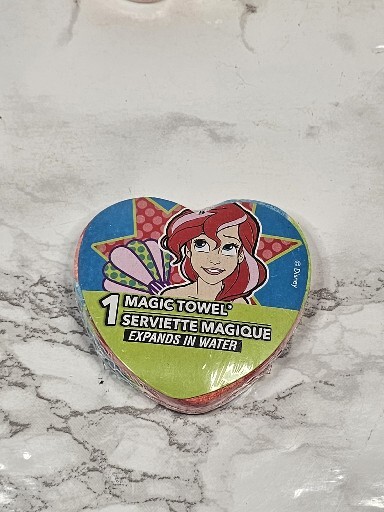 © Disney
1 MAGIC TOWEL*
SERVIETTE MAGIQUE
EXPANDS IN WATER